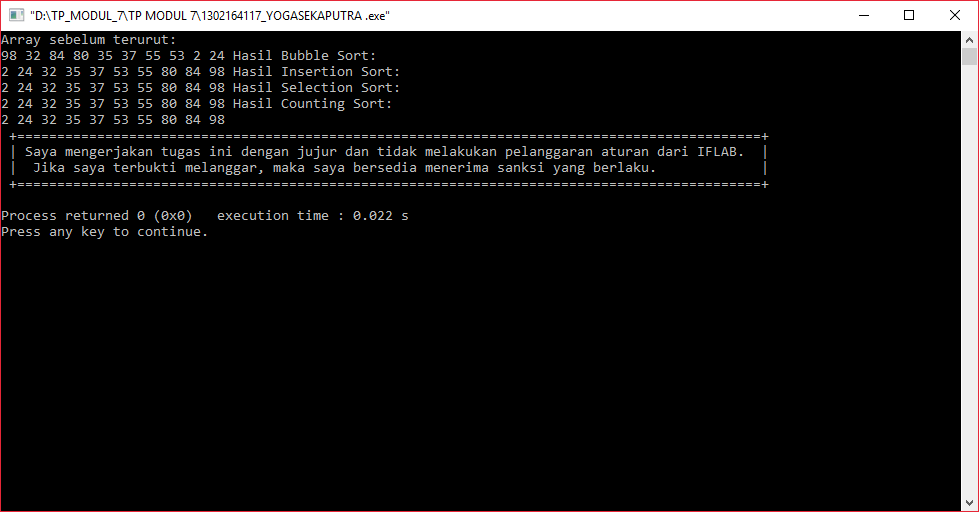 "D:\TP_MODUL_7\TP MODUL 7\1302164117_YOGASEKAPUTRA .exe"
Array sebelum terurut:
98 32 84 80 35 37 55 53 2 24 Hasil Bubble Sort:
2 24 32 35 37 53 55 80 84 98 Hasil Insertion Sort:
2 24 32 35 37 53 55 80 84 98 Hasil Selection Sort:
2 24 32 35 37 53 55 80 84 98 Hasil Counting Sort:
2 24 32 35 37 53 55 80 84 98
+=============================================================================================+
| Saya mengerjakan tugas ini dengan jujur dan tidak melakukan pelanggaran aturan dari IFLAB.  |
|  Jika saya terbukti melanggar, maka saya bersedia menerima sanksi yang berlaku.             |
+=============================================================================================+
Process returned 0 (0x0)   execution time : 0.022 s
Press any key to continue.